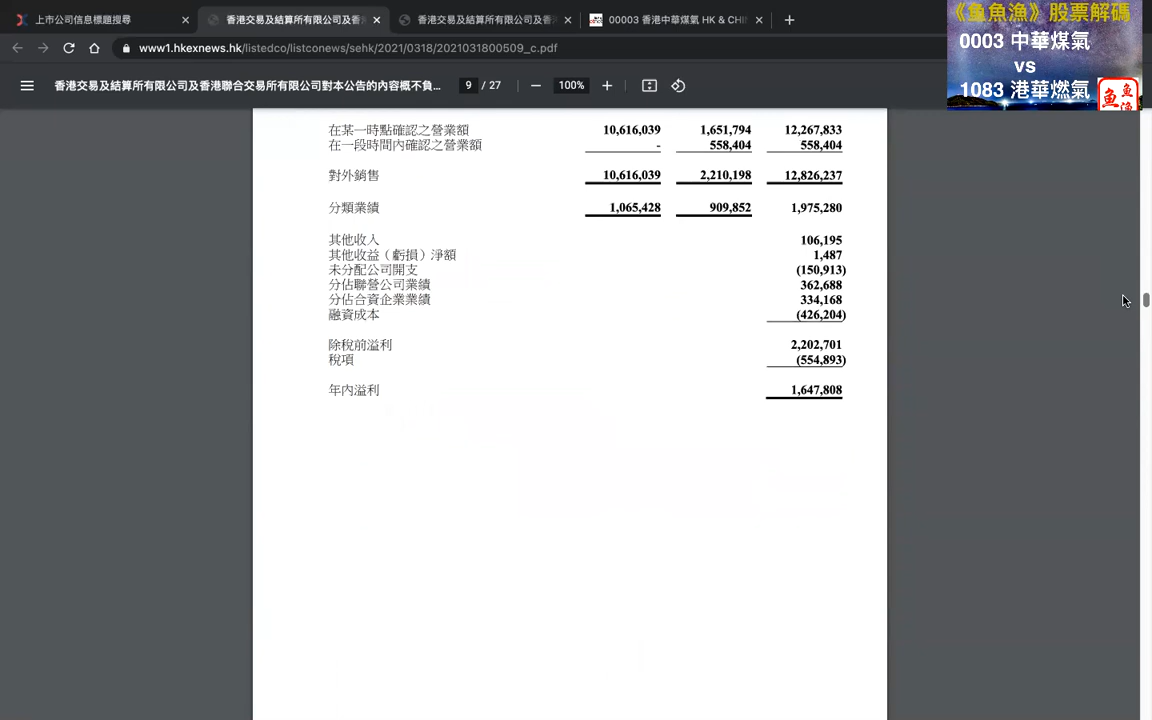 上市公司信息標題搜尋
香港交易及結算所有限公司及香
香港交易及結算所有限公司及香
00003 香港中華煤氣 HK & CHI
www1.hkexnews.hk/listedco/listconews/sehk/2021/0318/2021031800509_c.pdf
香港交易及結算所有限公司及香港聯合交易所有限公司對本公告的內容概不負...
9 / 27
100%
《魚漁》股票解碼
0003 中華煤氣
vs
1083 港華燃氣
在某一時點確認之營業額 10,616,039 1,651,794 12,267,833
在一段時間內確認之營業額 - 558,404 558,404
對外銷售 10,616,039 2,210,198 12,826,237
分類業績 1,065,428 909,852 1,975,280
其他收入 106,195
其他收益（虧損）淨額 1,487
未分配公司開支 (150,913)
分佔聯營公司業績 362,688
分佔合資企業業績 334,168
融資成本 (426,204)
除稅前溢利 2,202,701
稅項 (554,893)
年內溢利 1,647,808